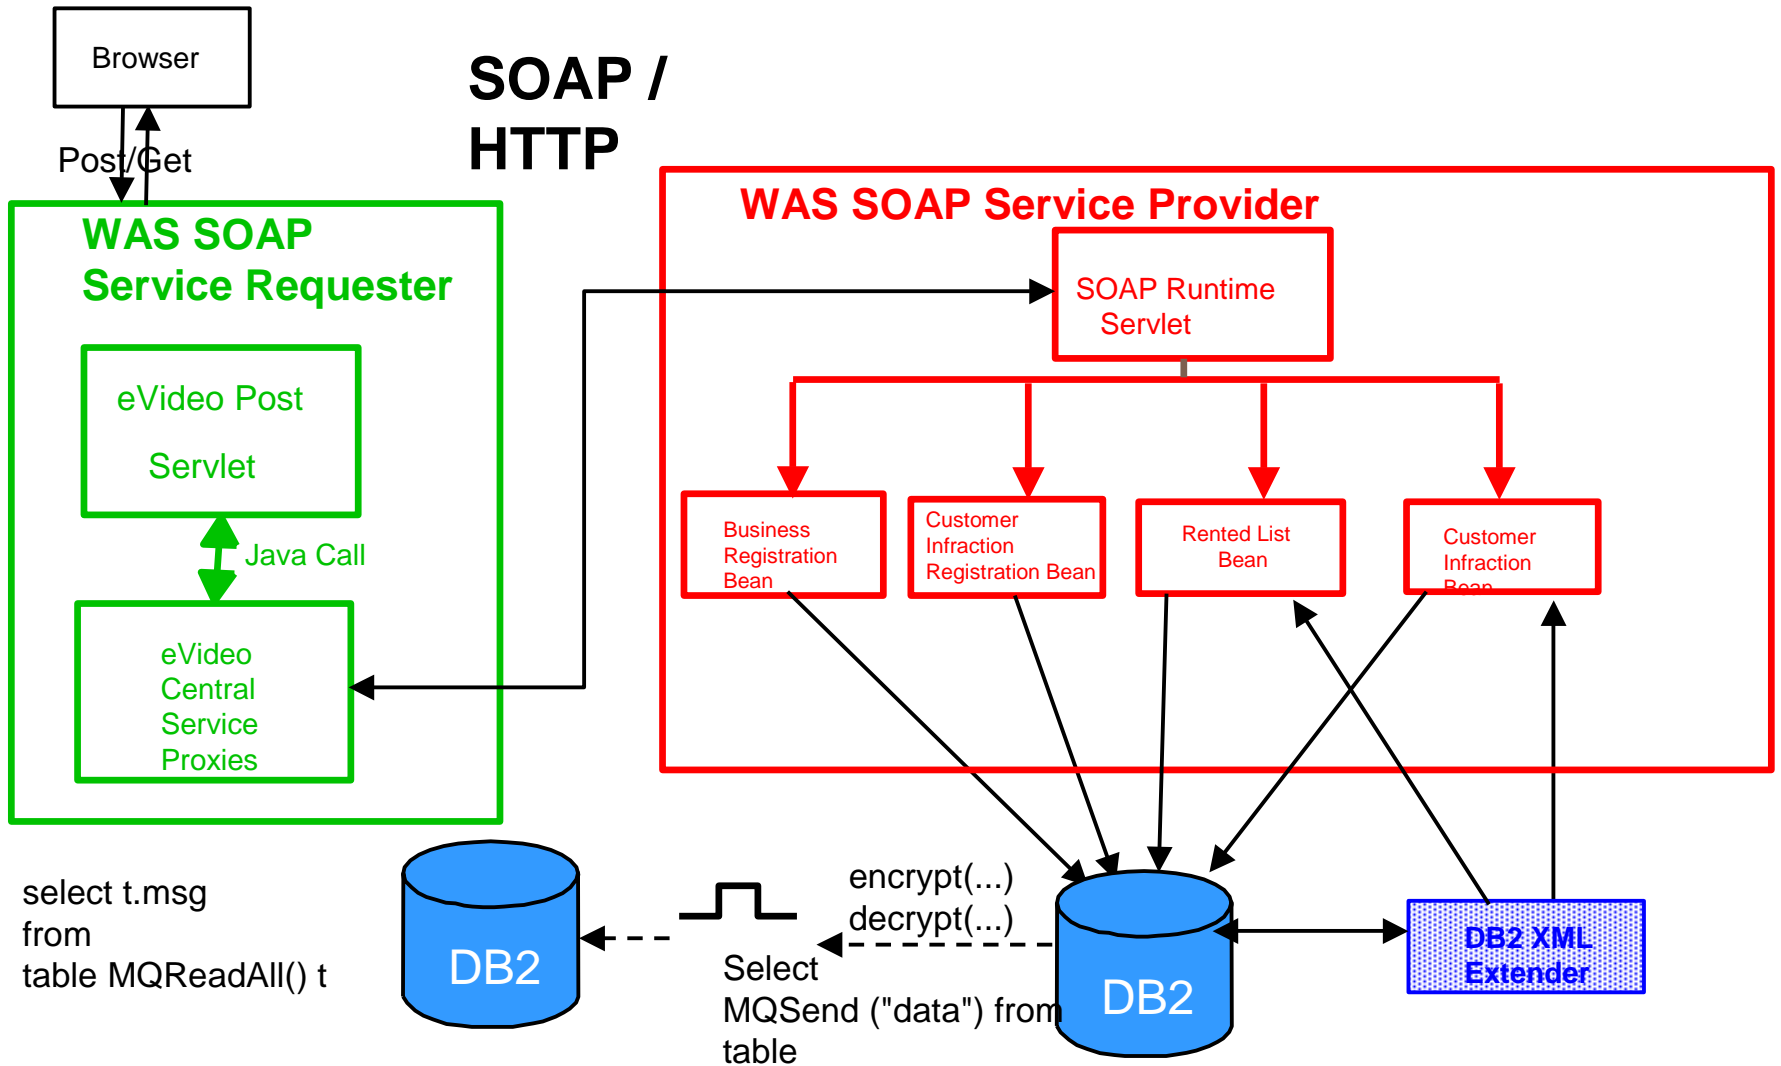 Browser
SOAP /
HTTP
Post/Get
WAS SOAP
Service Requester
eVideo Post
Servlet
Java Call
eVideo
Central
Service
Proxies
WAS SOAP Service Provider
SOAP Runtime
Servlet
Business
Registration
Bean
Customer
Infraction
Registration Bean
Rented List
Bean
Customer
Infraction
Bean
select t.msg
from
table MQReadAll() t
DB2
encrypt(...)
decrypt(...)
Select
MQSend ("data") from
table
DB2
DB2 XML
Extender